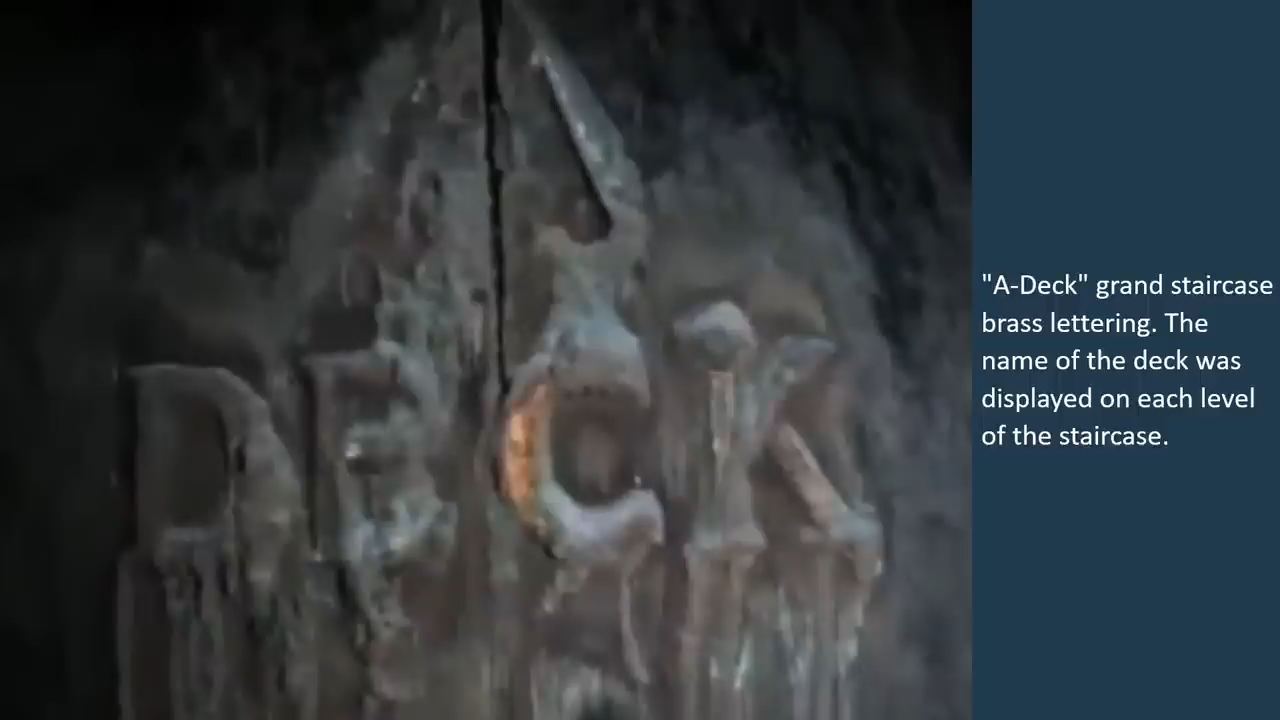 A
DECK
"A-Deck" grand staircase
brass lettering. The
name of the deck was
displayed on each level
of the staircase.